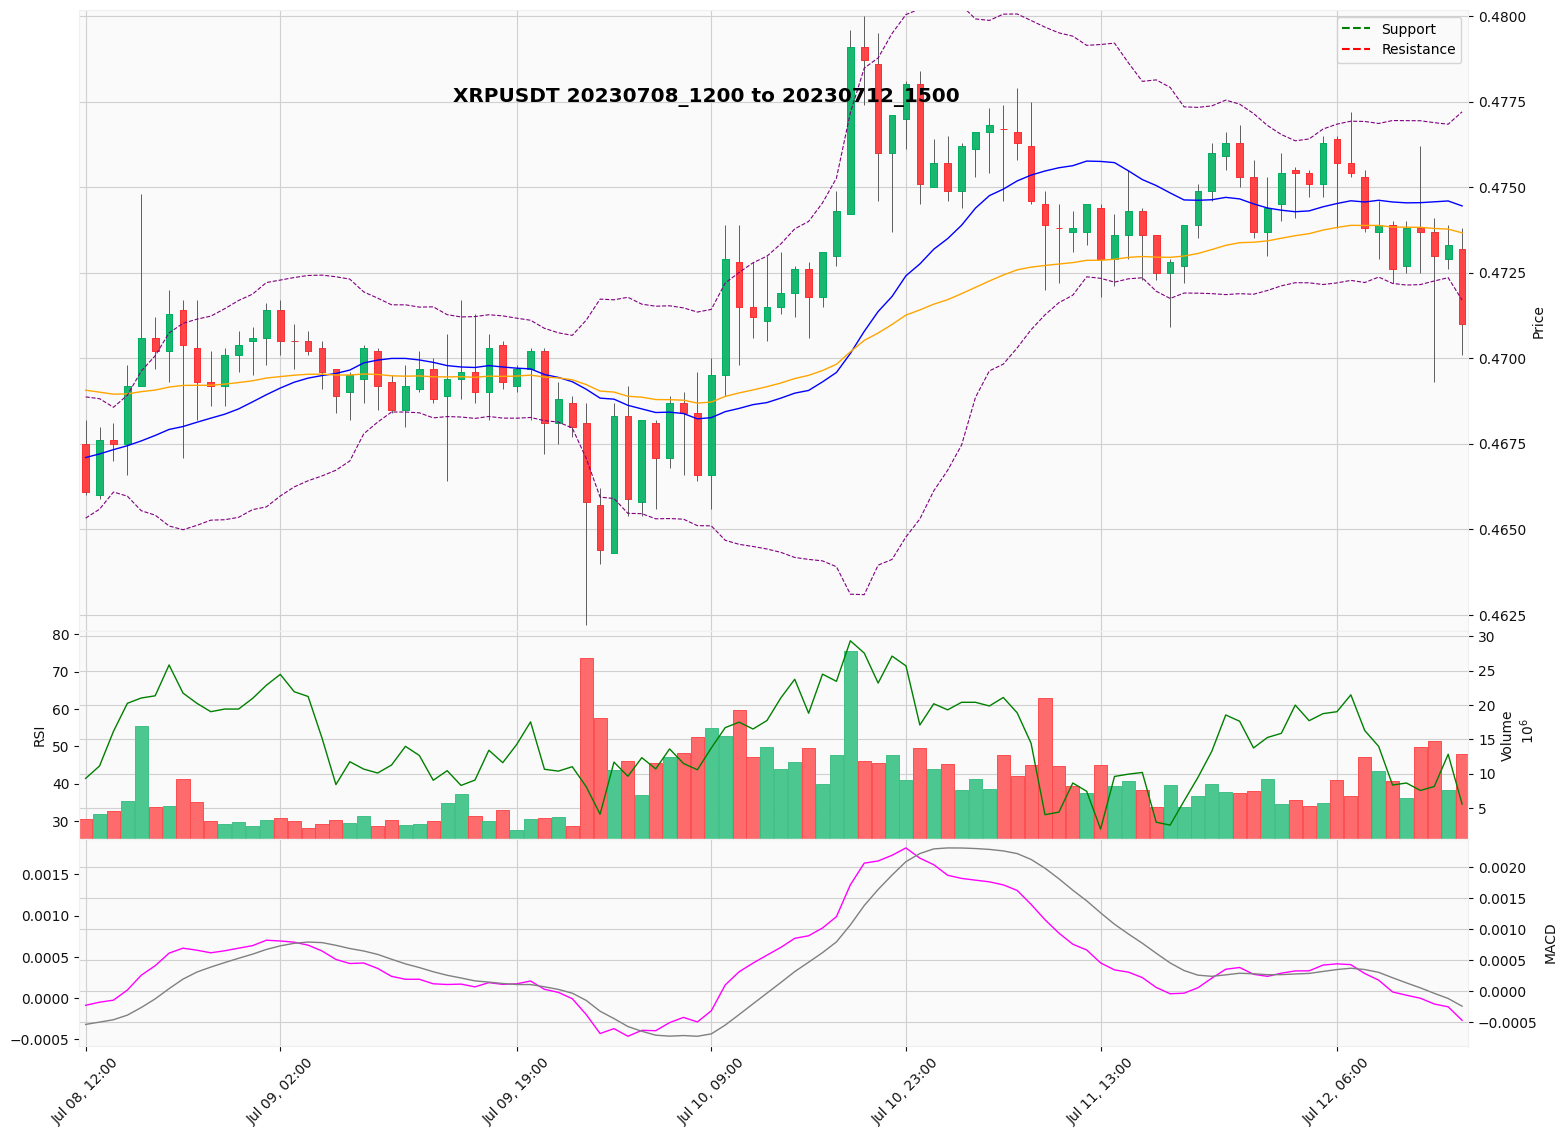 XRPUSDT 20230708_1200 to 20230712_1500
Support
Resistance
0.4800
0.4775
0.4750
0.4725
0.4700
0.4675
0.4650
0.4625
Price
80
70
60
50
40
30
RSI
30
25
20
15
10
5
Volume
10^6
0.0015
0.0010
0.0005
0.0000
−0.0005
0.0020
0.0015
0.0010
0.0005
0.0000
−0.0005
MACD
Jul 08, 12:00
Jul 09, 02:00
Jul 09, 19:00
Jul 10, 09:00
Jul 10, 23:00
Jul 11, 13:00
Jul 12, 06:00